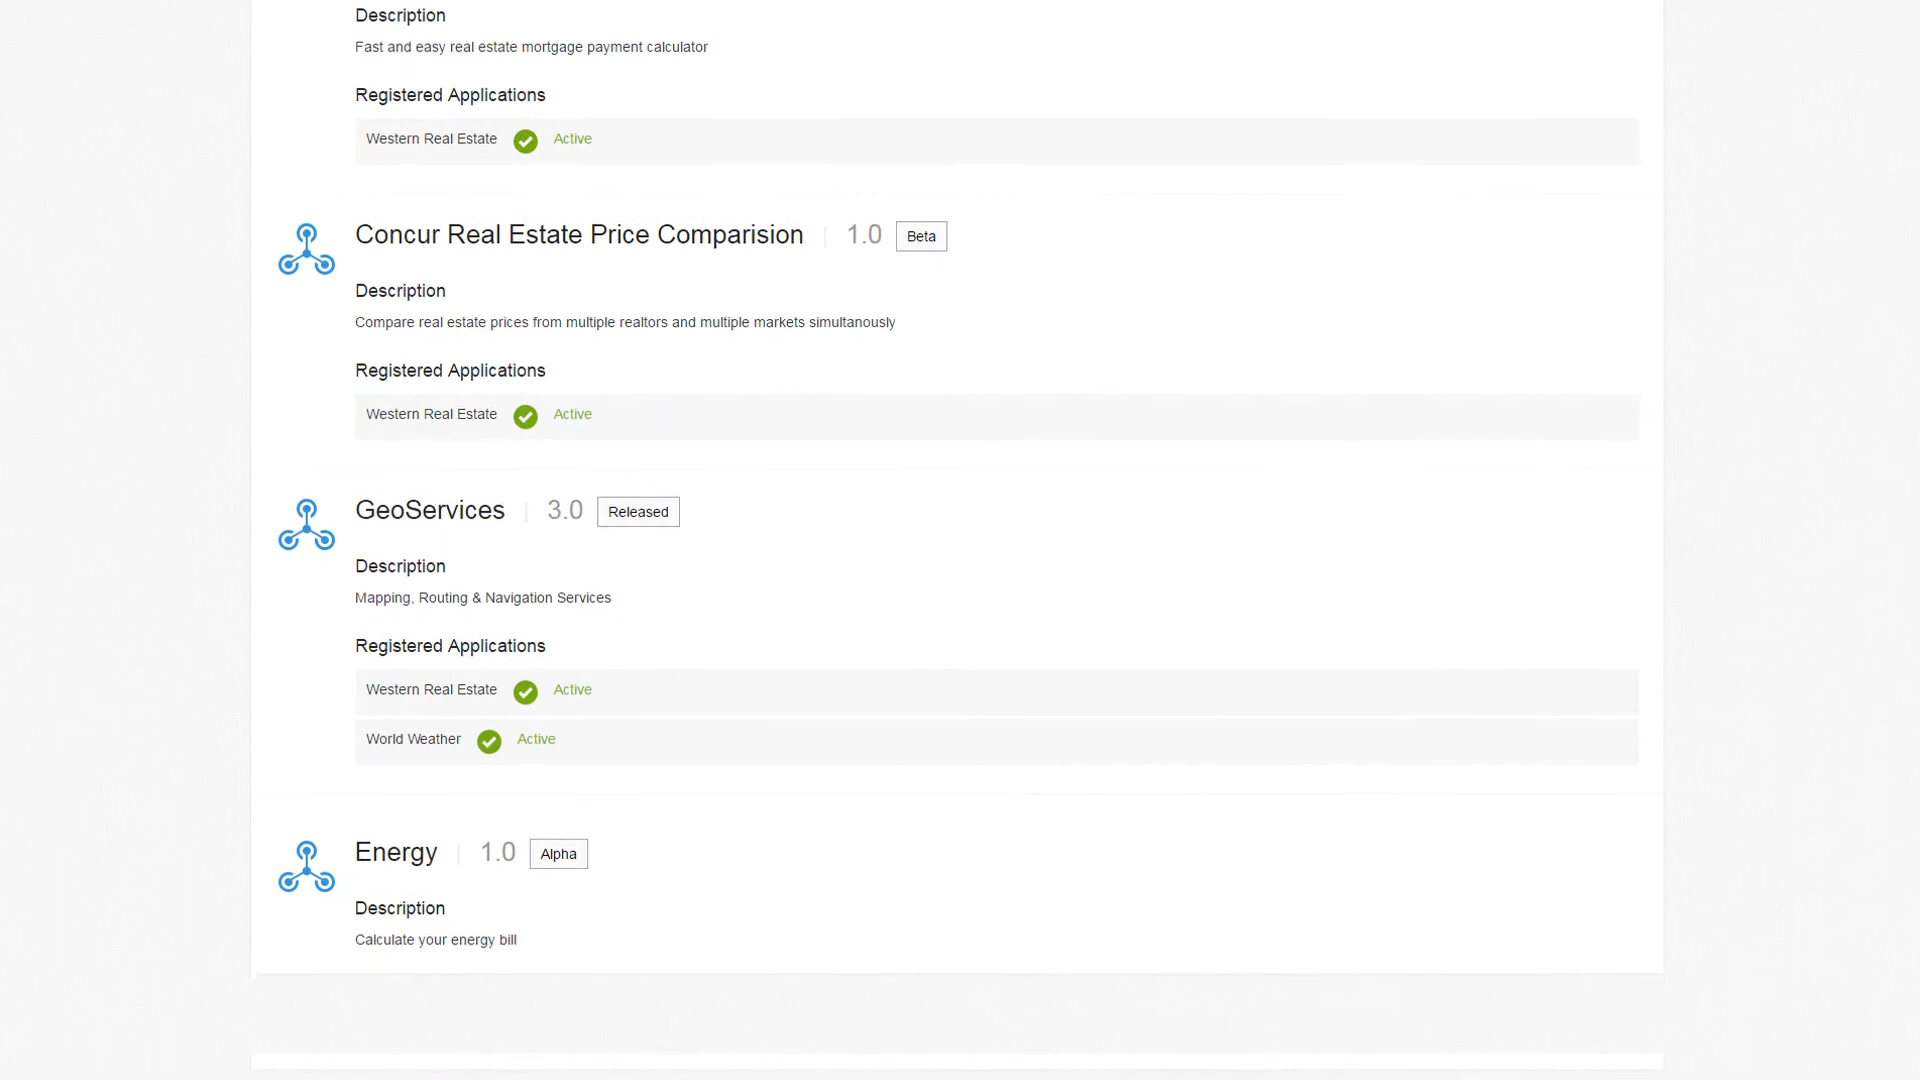 Description
Fast and easy real estate mortgage payment calculator
Registered Applications
Western Real Estate Active
Concur Real Estate Price Comparision | 1.0 Beta
Description
Compare real estate prices from multiple realtors and multiple markets simultanously
Registered Applications
Western Real Estate Active
GeoServices | 3.0 Released
Description
Mapping, Routing & Navigation Services
Registered Applications
Western Real Estate Active
World Weather Active
Energy | 1.0 Alpha
Description
Calculate your energy bill